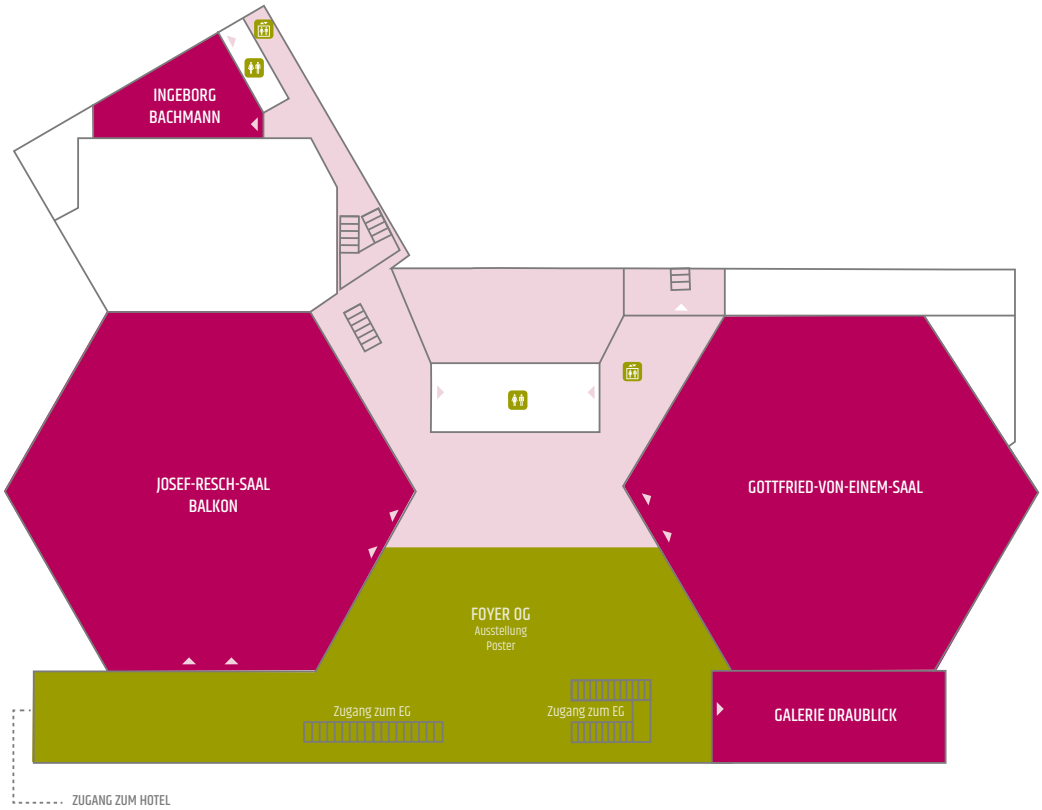 INGEBORG
BACHMANN
JOSEF-RESCH-SAAL
BALKON
GOTTFRIED-VON-EINEM-SAAL
FOYER OG
Ausstellung
Poster
Zugang zum EG
Zugang zum EG
GALERIE DRAUBLICK
ZUGANG ZUM HOTEL